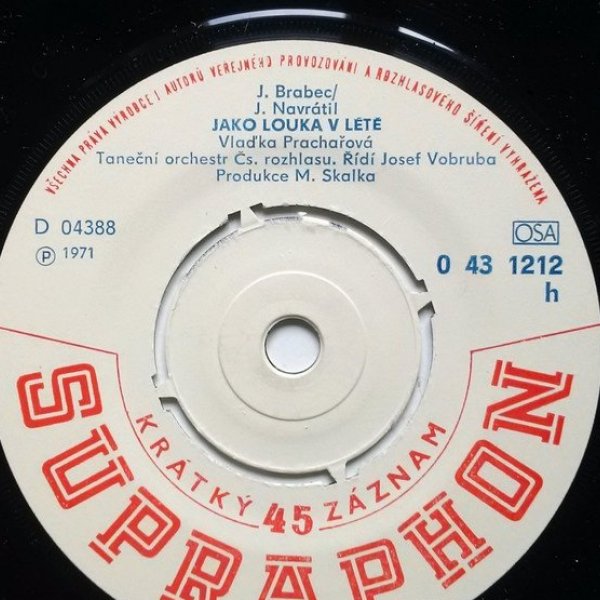 VŠECHNA PRÁVA VÝROBCE I AUTORŮ VEŘEJNÉHO PROVOZOVÁNÍ A ROZHLASOVÉHO ŠÍŘENÍ VYHRAŽENA
J. Brabec/
J. Navrátil
JAKO LOUKA V LÉTĚ
Vlaďka Prachařová
Taneční orchestr Čs. rozhlasu. Řídí Josef Vobruba
Produkce M. Skalka
D 04388
Ⓟ 1971
OSA
0 43 1212
h
KRÁTKÝ 45 ZÁZNAM
SUPRAPHON